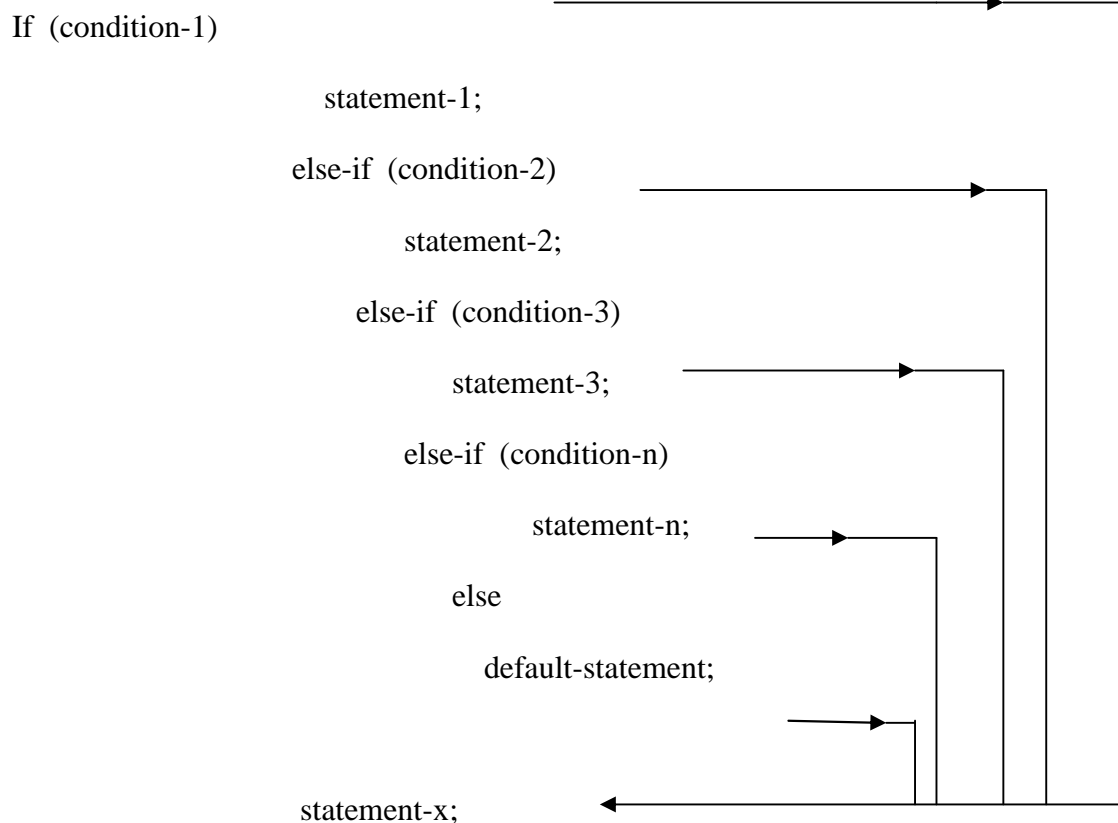 If (condition-1)
statement-1;
else-if (condition-2)
statement-2;
else-if (condition-3)
statement-3;
else-if (condition-n)
statement-n;
else
default-statement;
statement-x;